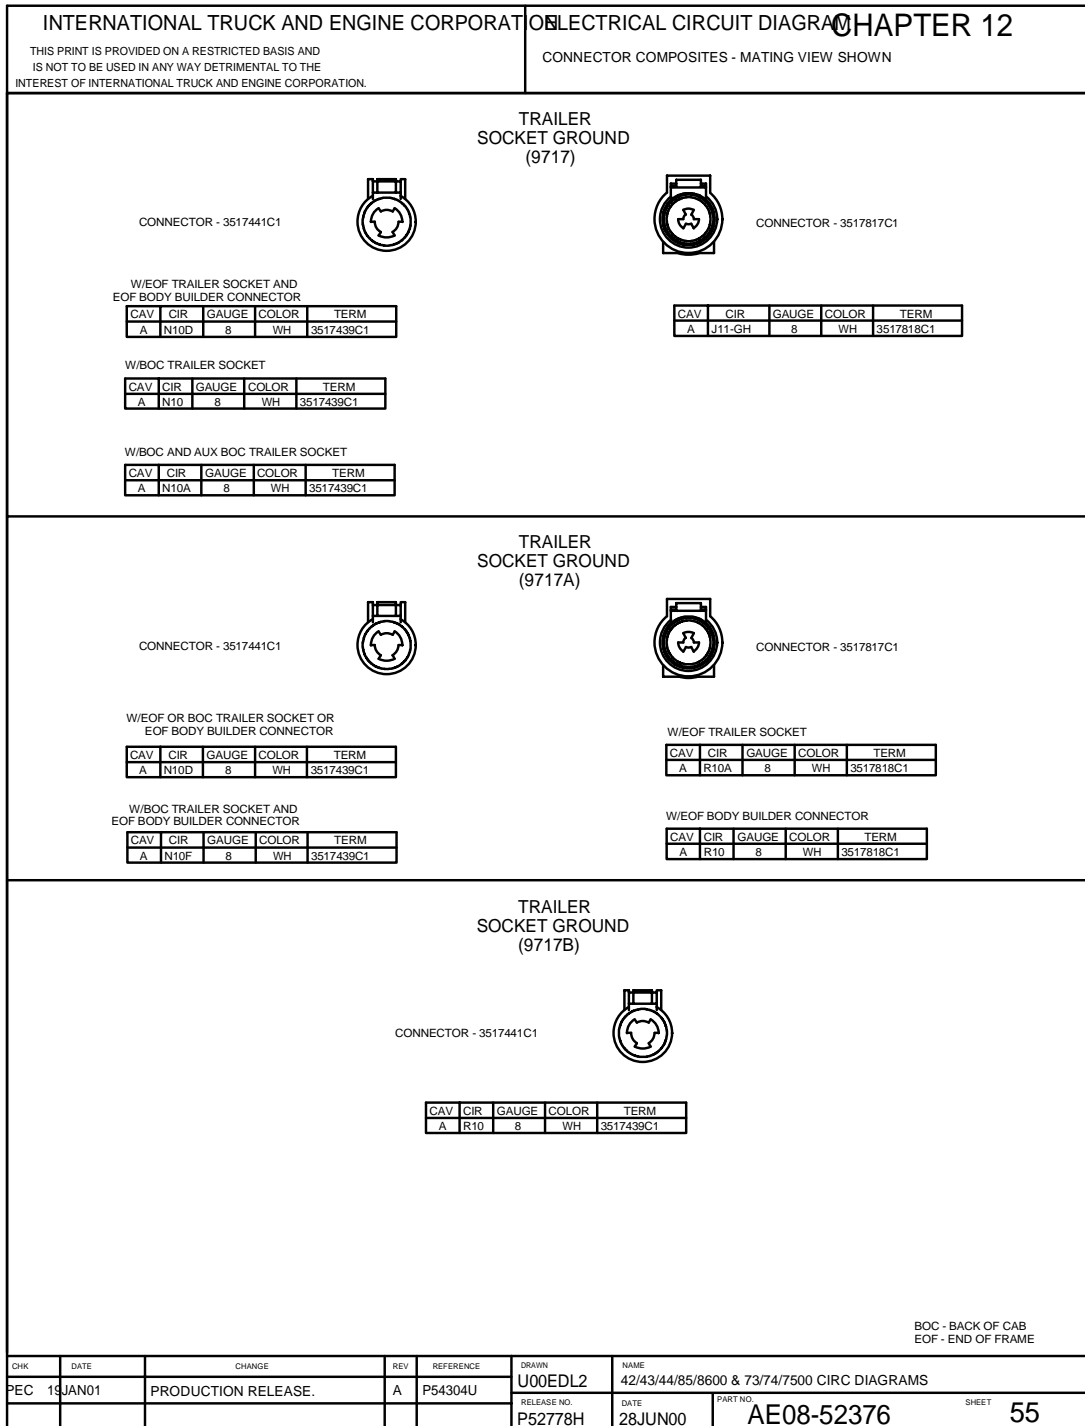 INTERNATIONAL TRUCK AND ENGINE CORPORATION
THIS PRINT IS PROVIDED ON A RESTRICTED BASIS AND
IS NOT TO BE USED IN ANY WAY DETRIMENTAL TO THE
INTEREST OF INTERNATIONAL TRUCK AND ENGINE CORPORATION.
ELECTRICAL CIRCUIT DIAGRAM
CHAPTER 12
CONNECTOR COMPOSITES - MATING VIEW SHOWN
TRAILER
SOCKET GROUND
(9717)
CONNECTOR - 3517441C1
CONNECTOR - 3517817C1
W/EOF TRAILER SOCKET AND
EOF BODY BUILDER CONNECTOR
CAV CIR GAUGE COLOR TERM
A N10D 8 WH 3517439C1
CAV CIR GAUGE COLOR TERM
A J11-GH 8 WH 3517818C1
W/BOC TRAILER SOCKET
CAV CIR GAUGE COLOR TERM
A N10 8 WH 3517439C1
W/BOC AND AUX BOC TRAILER SOCKET
CAV CIR GAUGE COLOR TERM
A N10A 8 WH 3517439C1
TRAILER
SOCKET GROUND
(9717A)
CONNECTOR - 3517441C1
CONNECTOR - 3517817C1
W/EOF OR BOC TRAILER SOCKET OR
EOF BODY BUILDER CONNECTOR
CAV CIR GAUGE COLOR TERM
A N10D 8 WH 3517439C1
W/EOF TRAILER SOCKET
CAV CIR GAUGE COLOR TERM
A R10A 8 WH 3517818C1
W/BOC TRAILER SOCKET AND
EOF BODY BUILDER CONNECTOR
CAV CIR GAUGE COLOR TERM
A N10F 8 WH 3517439C1
W/EOF BODY BUILDER CONNECTOR
CAV CIR GAUGE COLOR TERM
A R10 8 WH 3517818C1
TRAILER
SOCKET GROUND
(9717B)
CONNECTOR - 3517441C1
CAV CIR GAUGE COLOR TERM
A R10 8 WH 3517439C1
BOC - BACK OF CAB
EOF - END OF FRAME
CHK DATE CHANGE REV REFERENCE
PEC 19JAN01 PRODUCTION RELEASE. A P54304U
DRAWN
U00EDL2
NAME
42/43/44/85/8600 & 73/74/7500 CIRC DIAGRAMS
RELEASE NO.
P52778H
DATE
28JUN00
PART NO.
AE08-52376
SHEET 55